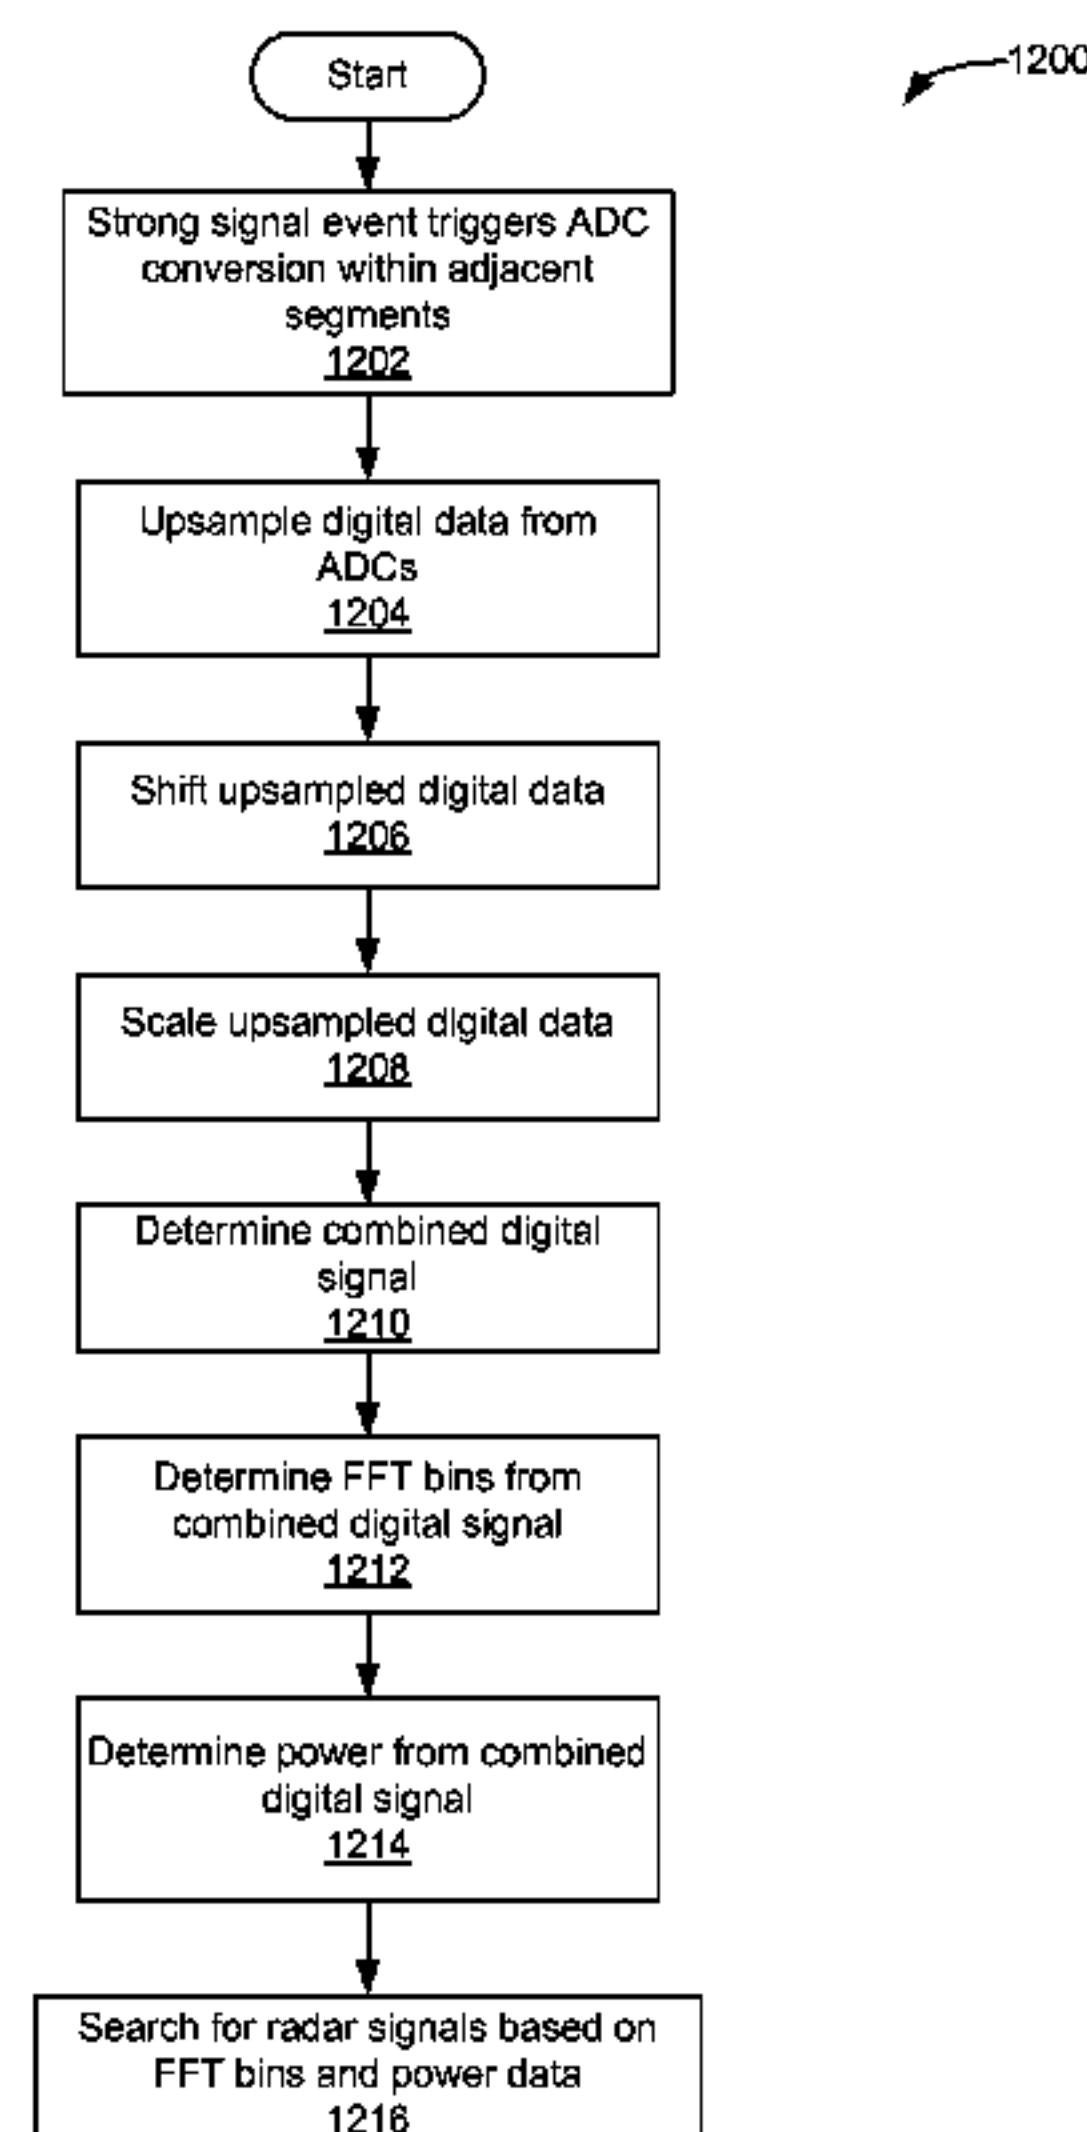 Start
1200
Strong signal event triggers ADC
conversion within adjacent
segments
1202
Upsample digital data from
ADCs
1204
Shift upsampled digital data
1206
Scale upsampled digital data
1208
Determine combined digital
signal
1210
Determine FFT bins from
combined digital signal
1212
Determine power from combined
digital signal
1214
Search for radar signals based on
FFT bins and power data
1216